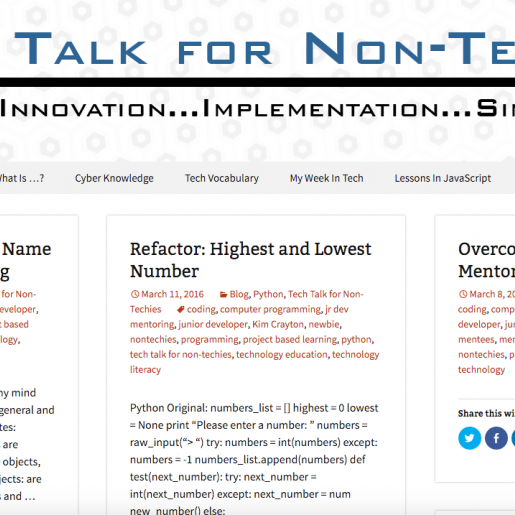 Talk for Non-Te
Innovation...Implementation...Si
hat Is ...?
Cyber Knowledge
Tech Vocabulary
My Week In Tech
Lessons In JavaScript
Name
g
for Non-
eveloper,
t based
logy,
ny mind
general and
tes:
s are
objects,
jects: are
s and ...
Refactor: Highest and Lowest
Number
March 11, 2016 Blog, Python, Tech Talk for Non-
Techies coding, computer programming, jr dev
mentoring, junior developer, Kim Crayton, newbie,
nontechies, programming, project based learning, python,
tech talk for non-techies, technology education, technology
literacy
Python Original: numbers_list = [] highest = 0 lowest
= None print “Please enter a number: ” numbers =
raw_input(“> “) try: numbers = int(numbers) except:
numbers = -1 numbers_list.append(numbers) def
test(next_number): try: next_number =
int(next_number) except: next_number = num
new_number() else:
Overco
Mentor
March 8, 20
coding, comp
developer, ju
mentees, me
nontechies, p
technology
Share this wi